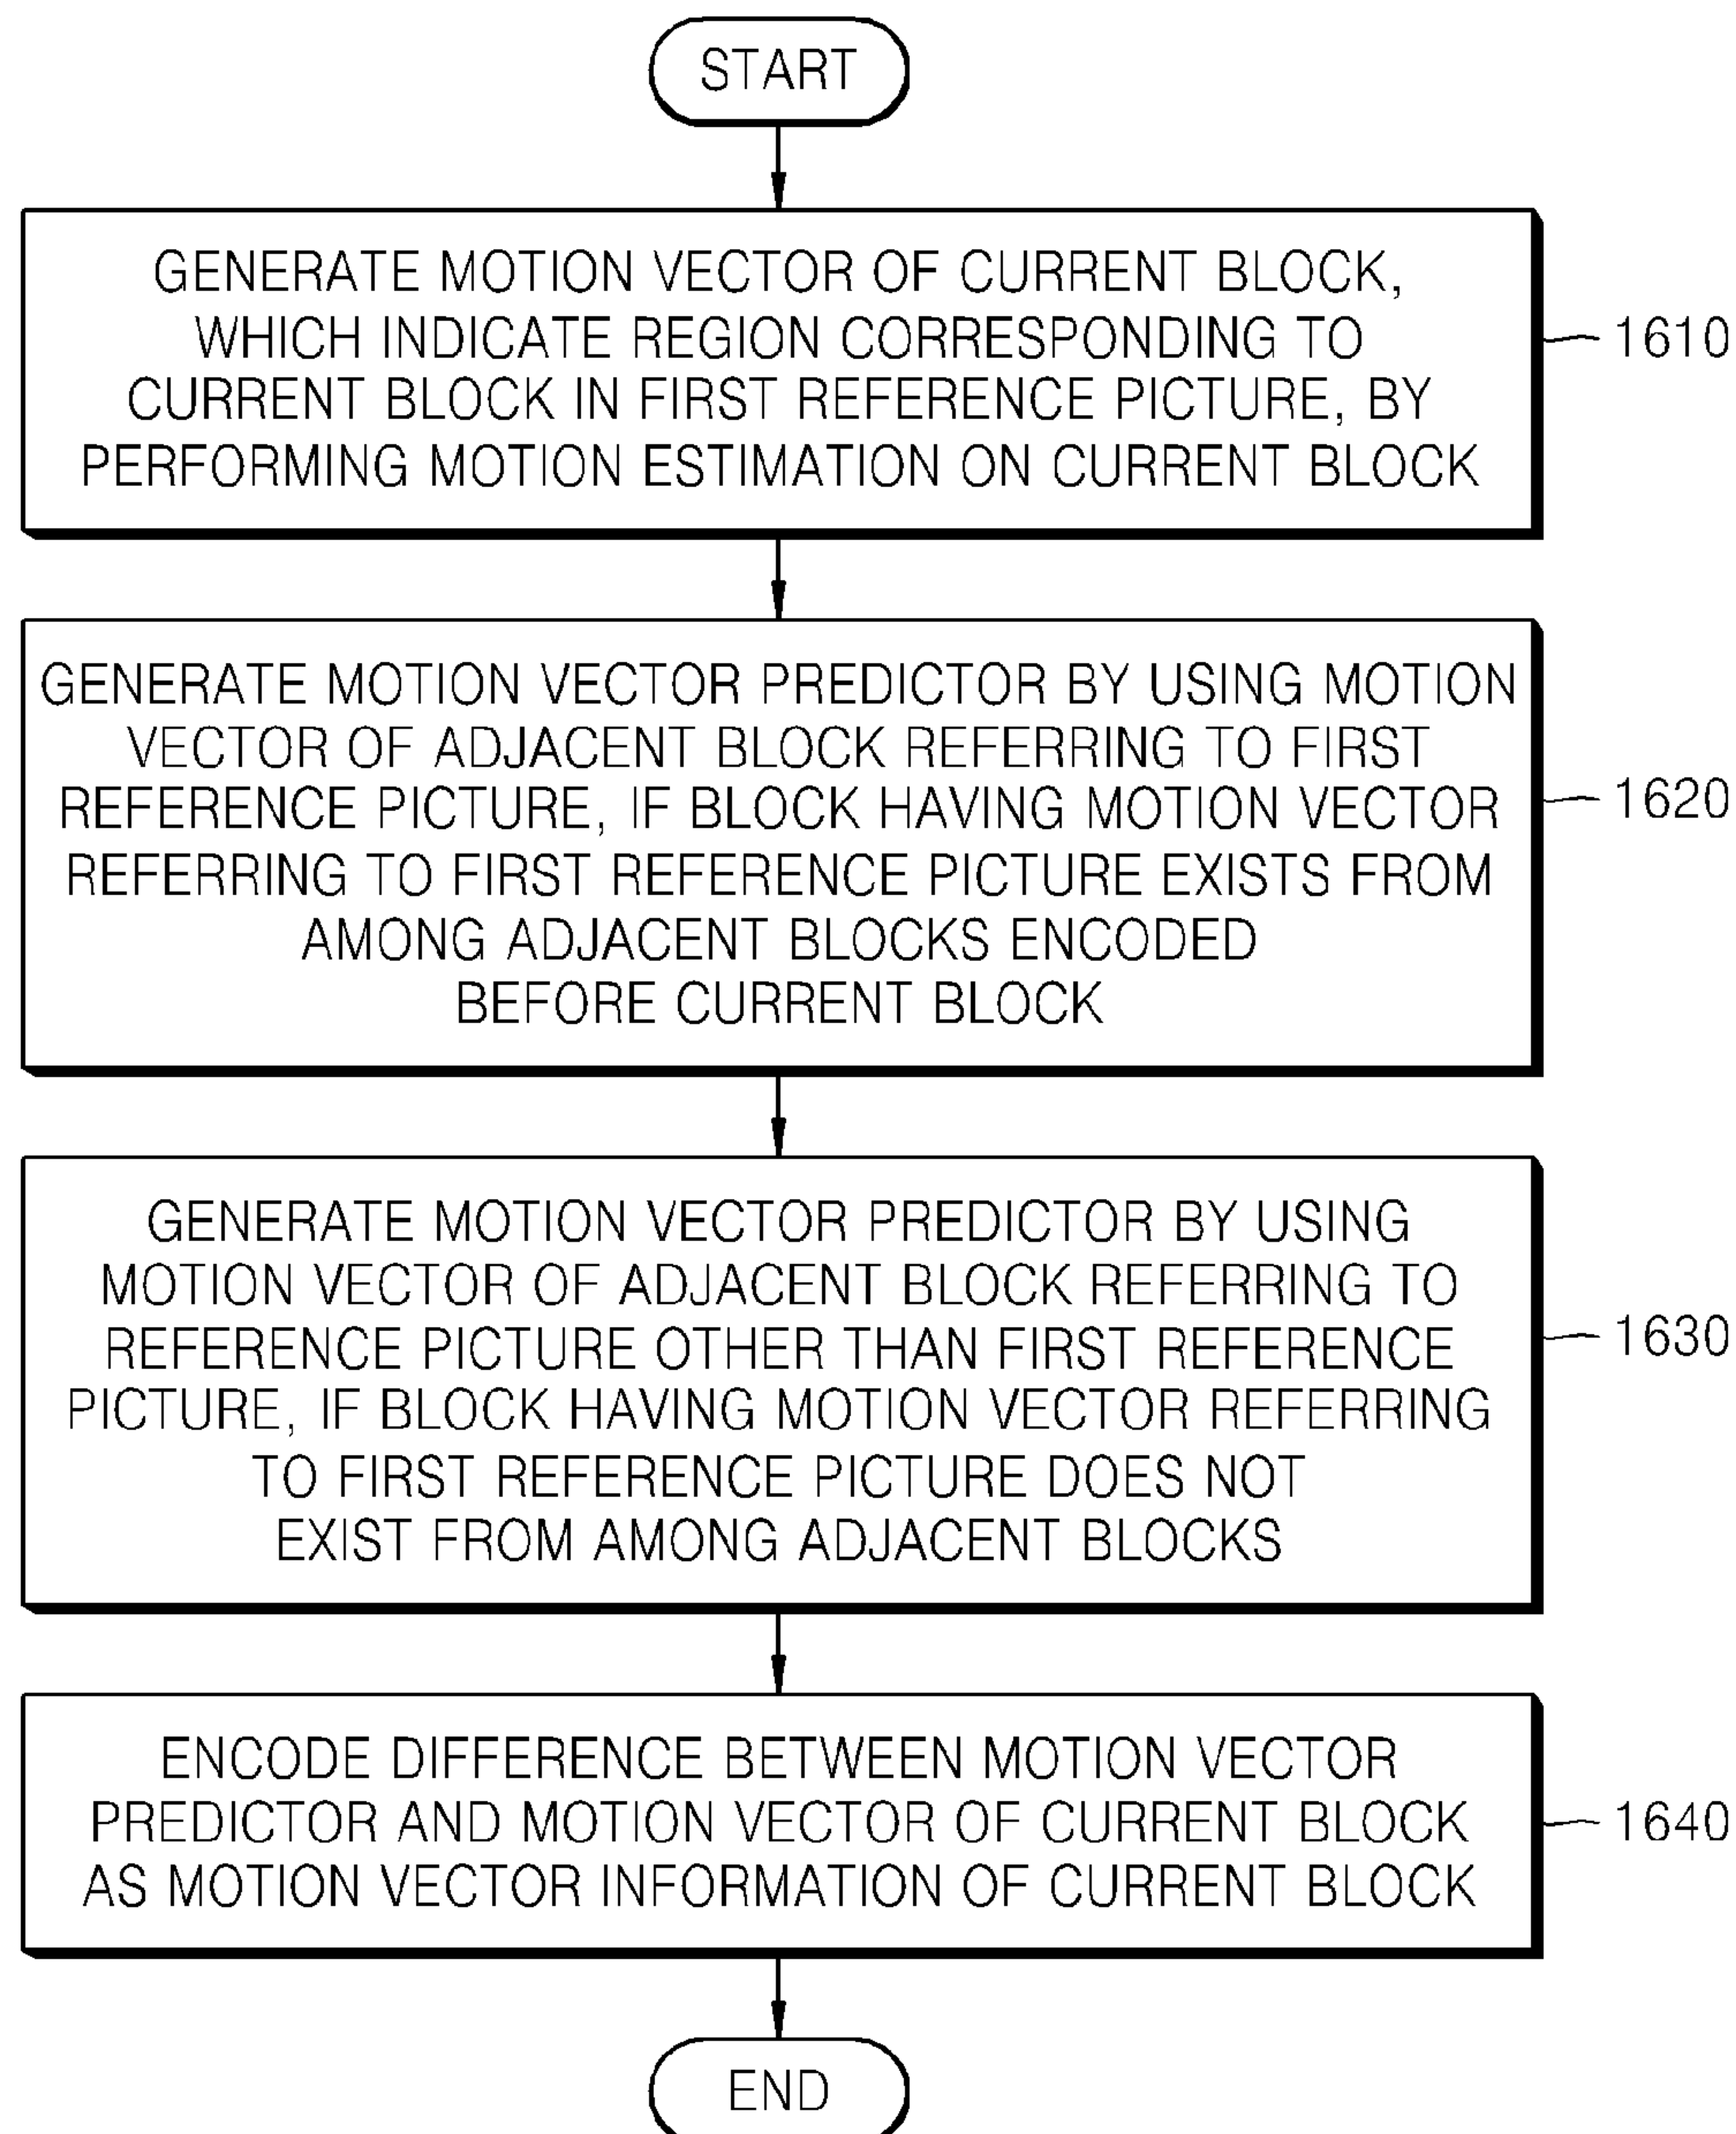 START
GENERATE MOTION VECTOR OF CURRENT BLOCK,
WHICH INDICATE REGION CORRESPONDING TO
CURRENT BLOCK IN FIRST REFERENCE PICTURE, BY
PERFORMING MOTION ESTIMATION ON CURRENT BLOCK
1610
GENERATE MOTION VECTOR PREDICTOR BY USING MOTION
VECTOR OF ADJACENT BLOCK REFERRING TO FIRST
REFERENCE PICTURE, IF BLOCK HAVING MOTION VECTOR
REFERRING TO FIRST REFERENCE PICTURE EXISTS FROM
AMONG ADJACENT BLOCKS ENCODED
BEFORE CURRENT BLOCK
1620
GENERATE MOTION VECTOR PREDICTOR BY USING
MOTION VECTOR OF ADJACENT BLOCK REFERRING TO
REFERENCE PICTURE OTHER THAN FIRST REFERENCE
PICTURE, IF BLOCK HAVING MOTION VECTOR REFERRING
TO FIRST REFERENCE PICTURE DOES NOT
EXIST FROM AMONG ADJACENT BLOCKS
1630
ENCODE DIFFERENCE BETWEEN MOTION VECTOR
PREDICTOR AND MOTION VECTOR OF CURRENT BLOCK
AS MOTION VECTOR INFORMATION OF CURRENT BLOCK
1640
END